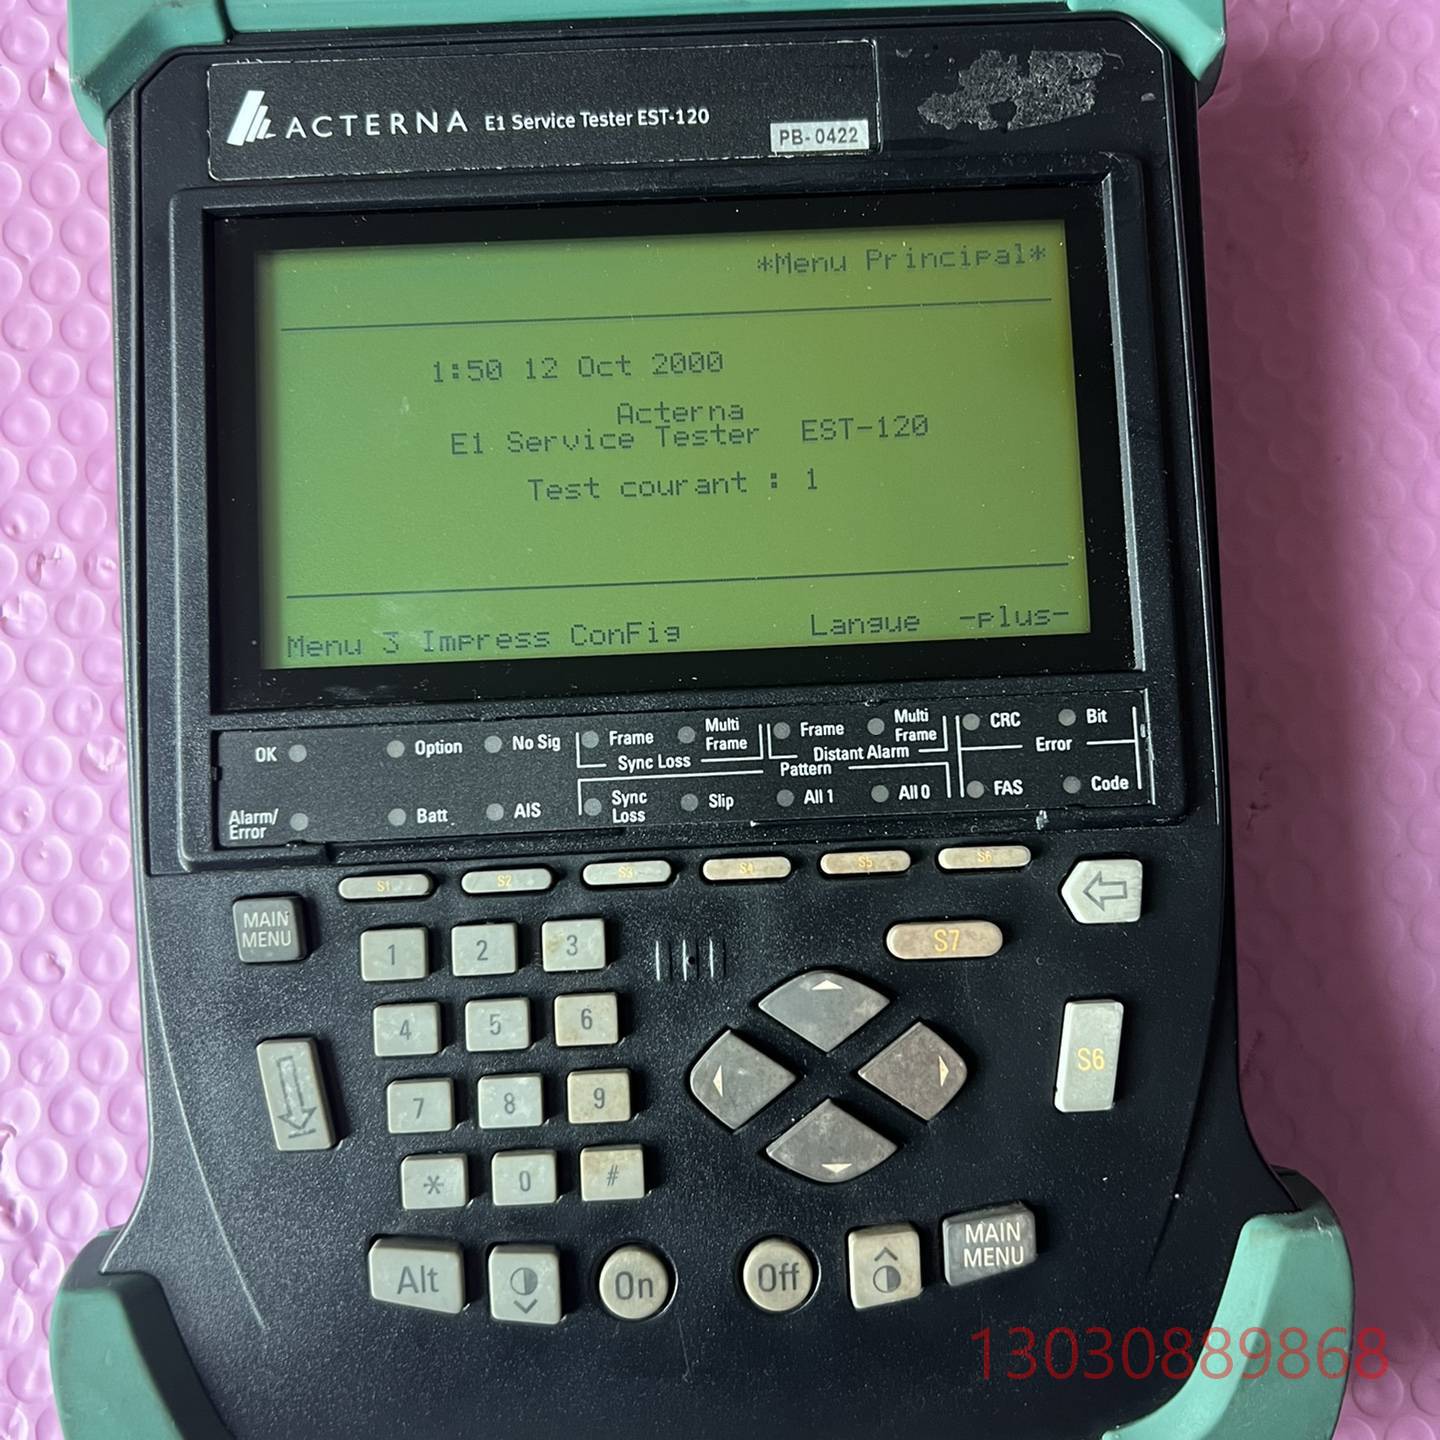 ACTERNA E1 Service Tester EST-120
PB-0422
*Menu Principal*
1:50 12 Oct 2000
Acterna
E1 Service Tester EST-120
Test courant : 1
Menu 3 Impress ConFig Langue -plus-
OK Option No Sig Frame Multi Frame Frame Multi Frame CRC Bit
Sync Loss Distant Alarm Error
Pattern
Alarm/ Error Batt AIS Sync Loss Slip All 1 All 0 FAS Code
S1 S2 S3 S4 S5 S6
MAIN MENU
1 2 3 S7
4 5 6 S6
7 8 9
* 0 #
Alt On Off MAIN MENU
13030889868